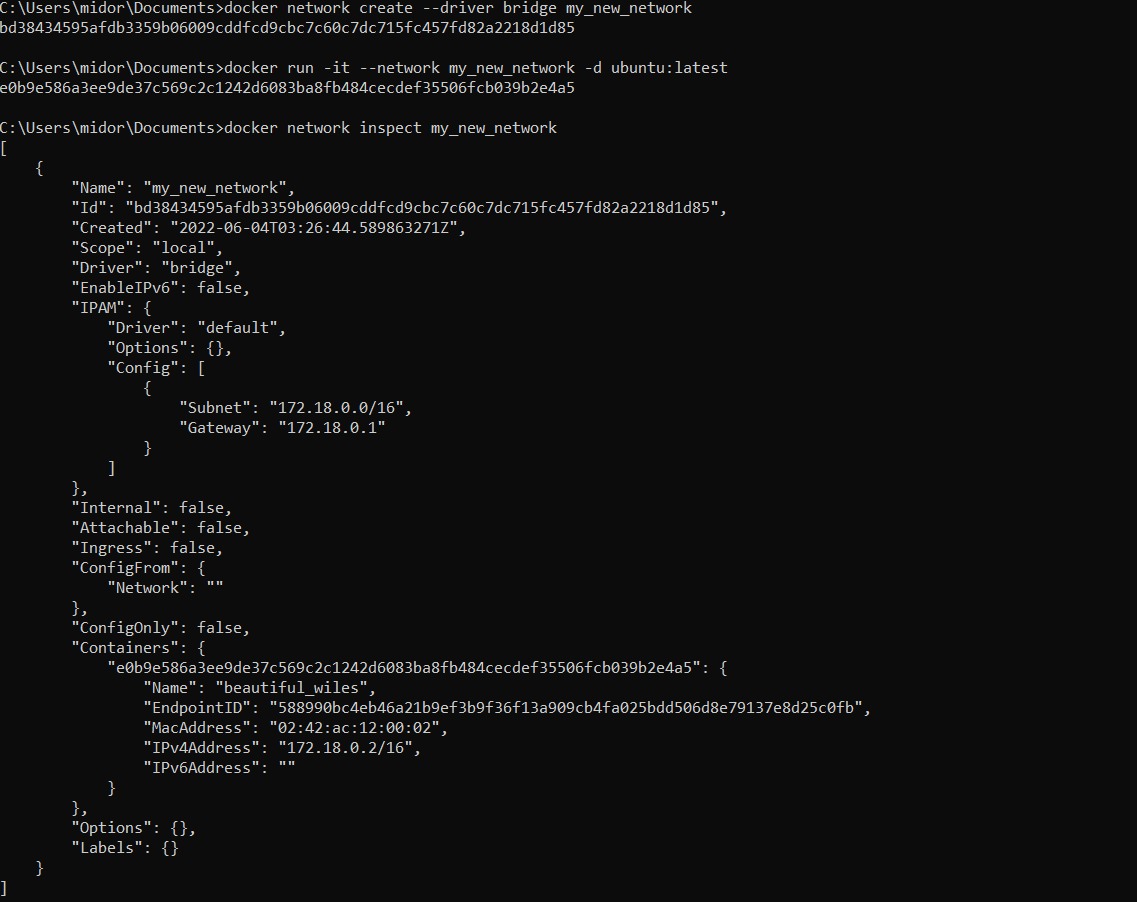 C:\Users\midor\Documents>docker network create --driver bridge my_new_network
bd38434595afdb3359b06009cddfcd9cbc7c60c7dc715fc457fd82a2218d1d85
C:\Users\midor\Documents>docker run -it --network my_new_network -d ubuntu:latest
e0b9e586a3ee9de37c569c2c1242d6083ba8fb484cecdef35506fcb039b2e4a5
C:\Users\midor\Documents>docker network inspect my_new_network
[
    {
        "Name": "my_new_network",
        "Id": "bd38434595afdb3359b06009cddfcd9cbc7c60c7dc715fc457fd82a2218d1d85",
        "Created": "2022-06-04T03:26:44.589863271Z",
        "Scope": "local",
        "Driver": "bridge",
        "EnableIPv6": false,
        "IPAM": {
            "Driver": "default",
            "Options": {},
            "Config": [
                {
                    "Subnet": "172.18.0.0/16",
                    "Gateway": "172.18.0.1"
                }
            ]
        },
        "Internal": false,
        "Attachable": false,
        "Ingress": false,
        "ConfigFrom": {
            "Network": ""
        },
        "ConfigOnly": false,
        "Containers": {
            "e0b9e586a3ee9de37c569c2c1242d6083ba8fb484cecdef35506fcb039b2e4a5": {
                "Name": "beautiful_wiles",
                "EndpointID": "588990bc4eb46a21b9ef3b9f36f13a909cb4fa025bdd506d8e79137e8d25c0fb",
                "MacAddress": "02:42:ac:12:00:02",
                "IPv4Address": "172.18.0.2/16",
                "IPv6Address": ""
            }
        },
        "Options": {},
        "Labels": {}
    }
]